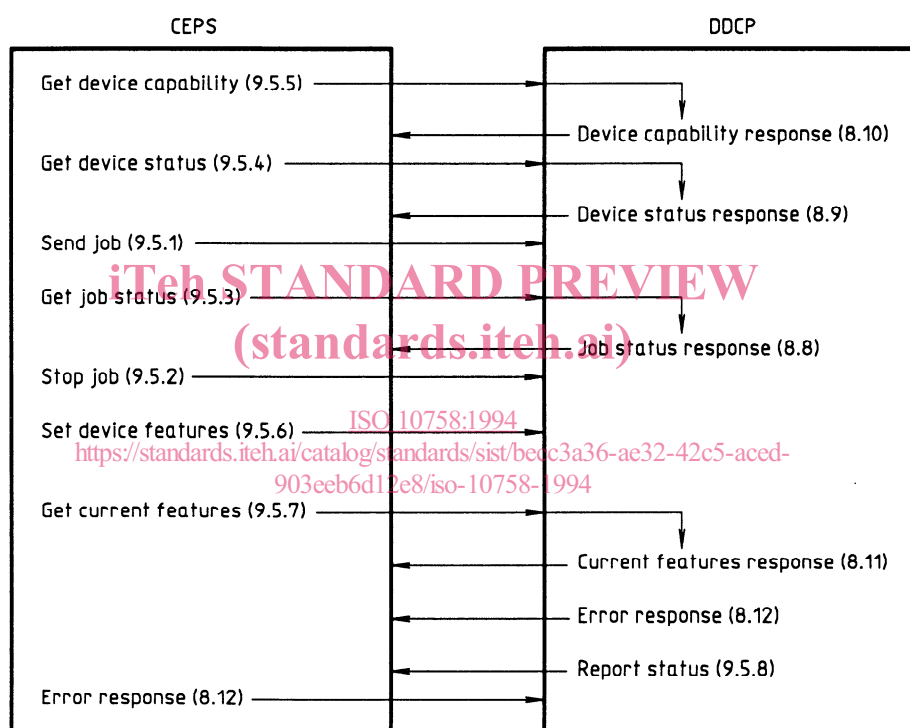 CEPS DDCP
Get device capability (9.5.5)
Device capability response (8.10)
Get device status (9.5.4)
Device status response (8.9)
Send job (9.5.1)
iTeh STANDARD PREVIEW
Get job status (9.5.3)
(standards.iteh.ai)
Job status response (8.8)
Stop job (9.5.2)
ISO 10758:1994
Set device features (9.5.6)
https://standards.iteh.ai/catalog/standards/sist/becc3a36-ae32-42c5-aced-
903eeb6d12e8/iso-10758-1994
Get current features (9.5.7)
Current features response (8.11)
Error response (8.12)
Report status (9.5.8)
Error response (8.12)